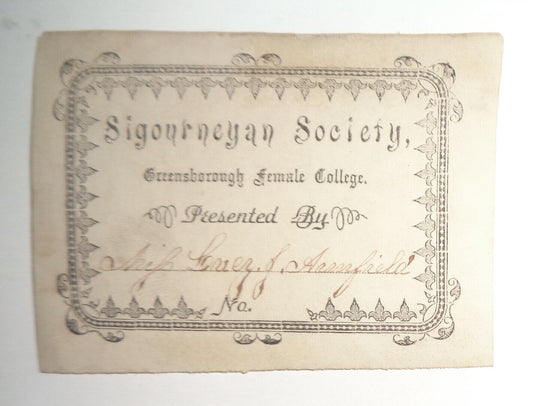 Sigourneyan Society,
Greensborough Female College.
Presented By
Miss J. Armfield
No.